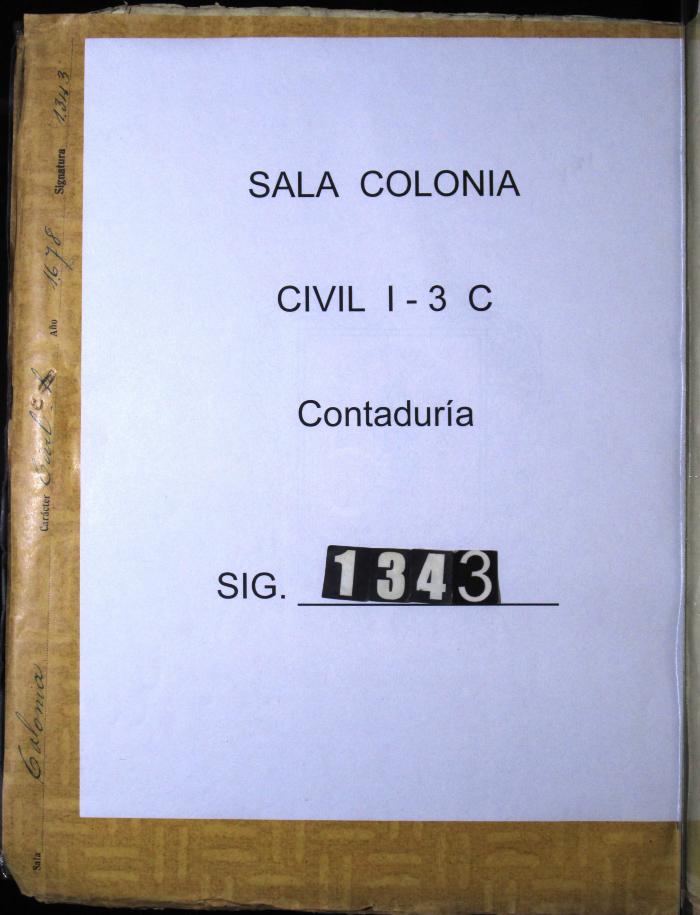 SALA COLONIA
CIVIL I - 3 C
Contaduría
SIG. 1343
Sala Colonia Carácter Civil Año 1678 Signatura 1343